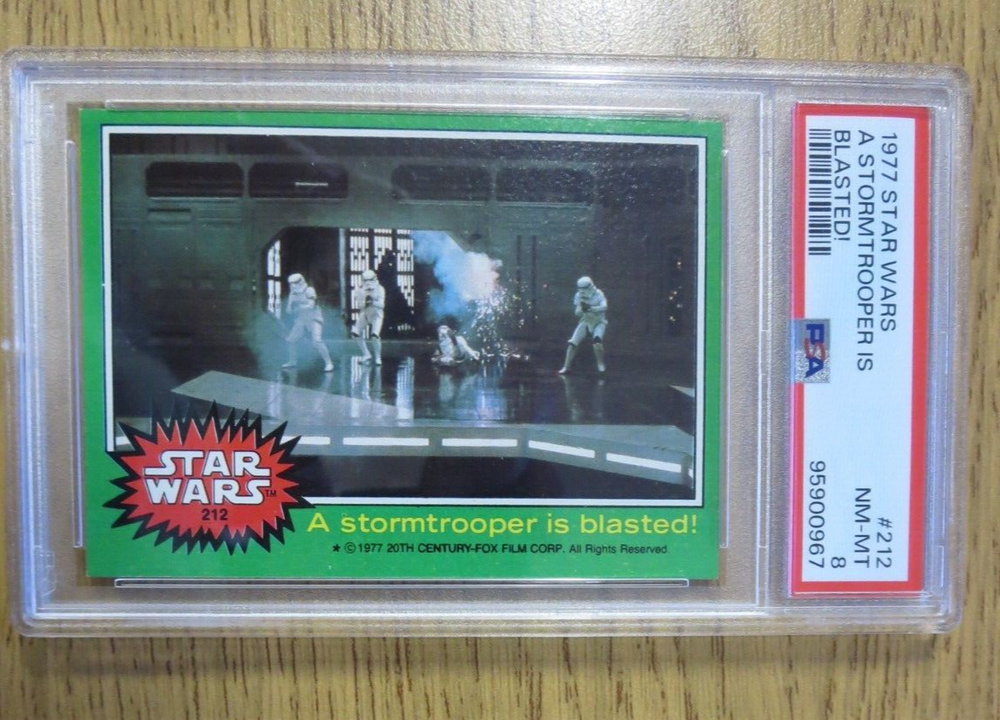 STAR
WARS™
212
A stormtrooper is blasted!
★ © 1977 20TH CENTURY-FOX FILM CORP. All Rights Reserved.
1977 STAR WARS #212
A STORMTROOPER IS NM-MT
BLASTED! 8
PSA
95900967